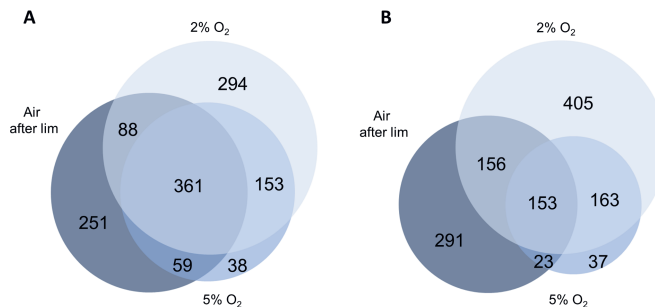 A
2% O₂
294
Air
after lim
88
361
153
251
59
38
5% O₂
B
2% O₂
405
Air
after lim
156
153
163
291
23
37
5% O₂